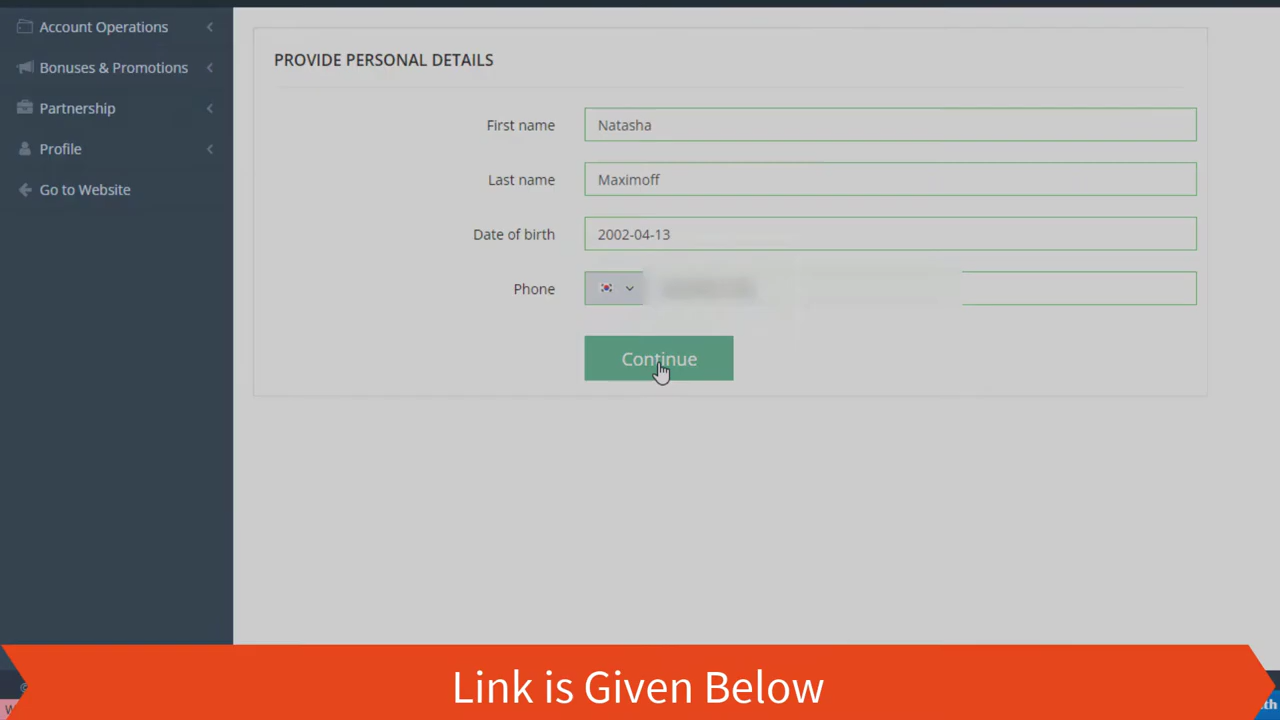 Account Operations
Bonuses & Promotions
Partnership
Profile
Go to Website
PROVIDE PERSONAL DETAILS
First name Natasha
Last name Maximoff
Date of birth 2002-04-13
Phone
Continue
Link is Given Below